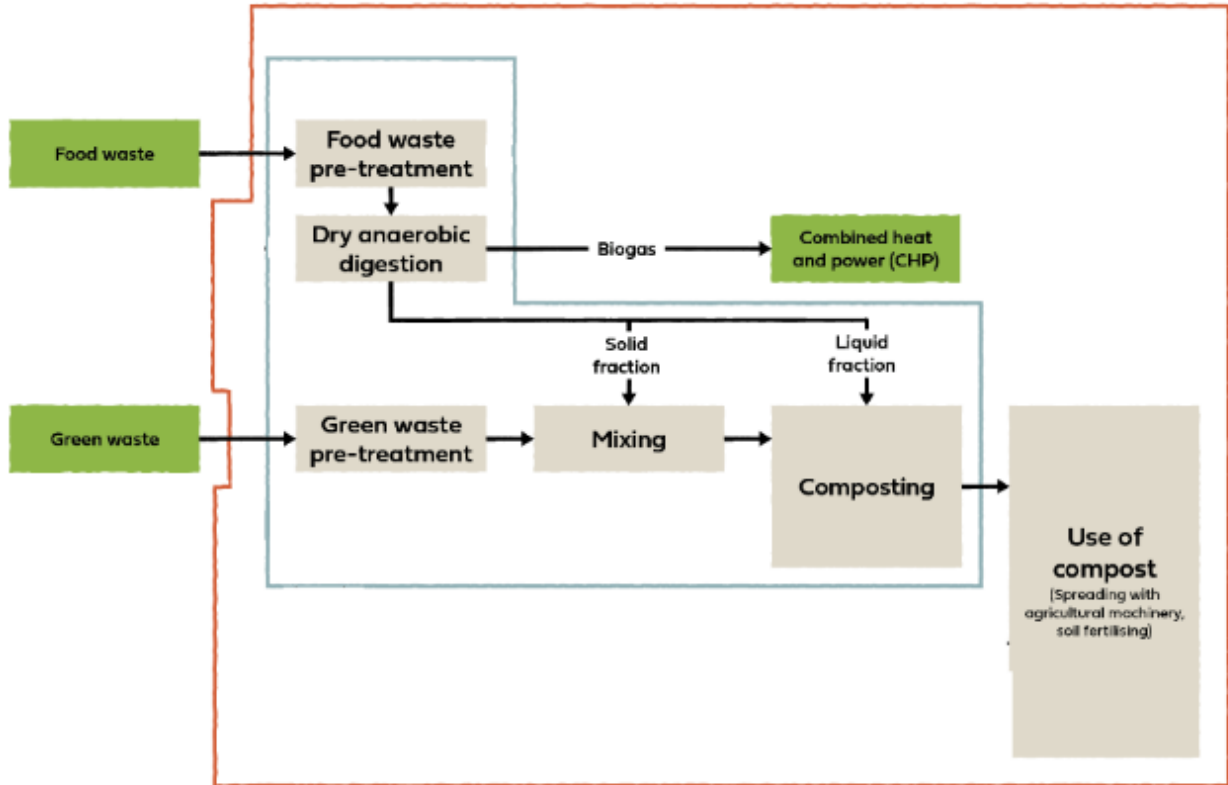 Food waste
Food waste
pre-treatment
Dry anaerobic
digestion
Biogas
Combined heat
and power (CHP)
Solid
fraction
Liquid
fraction
Green waste
Green waste
pre-treatment
Mixing
Composting
Use of
compost
(Spreading with
agricultural machinery,
soil fertilising)